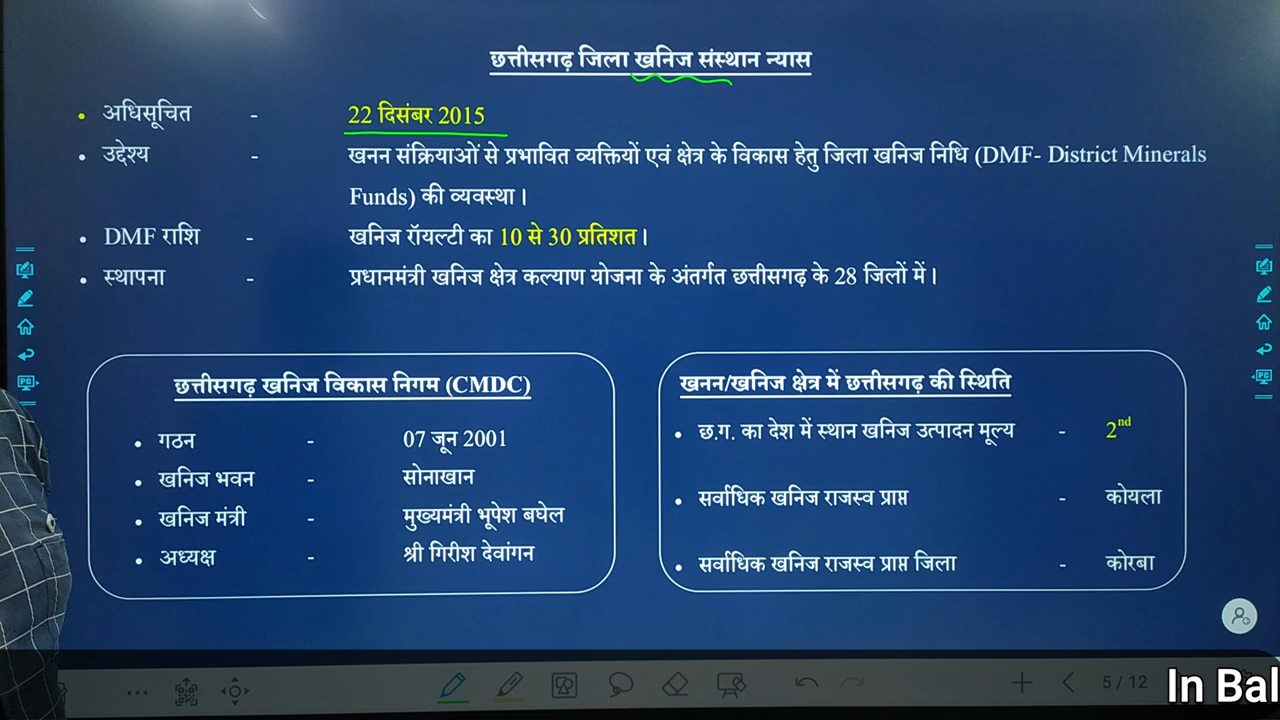 छत्तीसगढ़ जिला खनिज संस्थान न्यास
• अधिसूचित - 22 दिसंबर 2015
• उद्देश्य - खनन संक्रियाओं से प्रभावित व्यक्तियों एवं क्षेत्र के विकास हेतु जिला खनिज निधि (DMF- District Minerals
Funds) की व्यवस्था।
• DMF राशि - खनिज रॉयल्टी का 10 से 30 प्रतिशत।
• स्थापना - प्रधानमंत्री खनिज क्षेत्र कल्याण योजना के अंतर्गत छत्तीसगढ़ के 28 जिलों में।
छत्तीसगढ़ खनिज विकास निगम (CMDC)
• गठन - 07 जून 2001
• खनिज भवन - सोनाखान
• खनिज मंत्री - मुख्यमंत्री भूपेश बघेल
• अध्यक्ष - श्री गिरीश देवांगन
खनन/खनिज क्षेत्र में छत्तीसगढ़ की स्थिति
• छ.ग. का देश में स्थान खनिज उत्पादन मूल्य - 2nd
• सर्वाधिक खनिज राजस्व प्राप्त - कोयला
• सर्वाधिक खनिज राजस्व प्राप्त जिला - कोरबा
PC
PC
5 / 12
In Bal